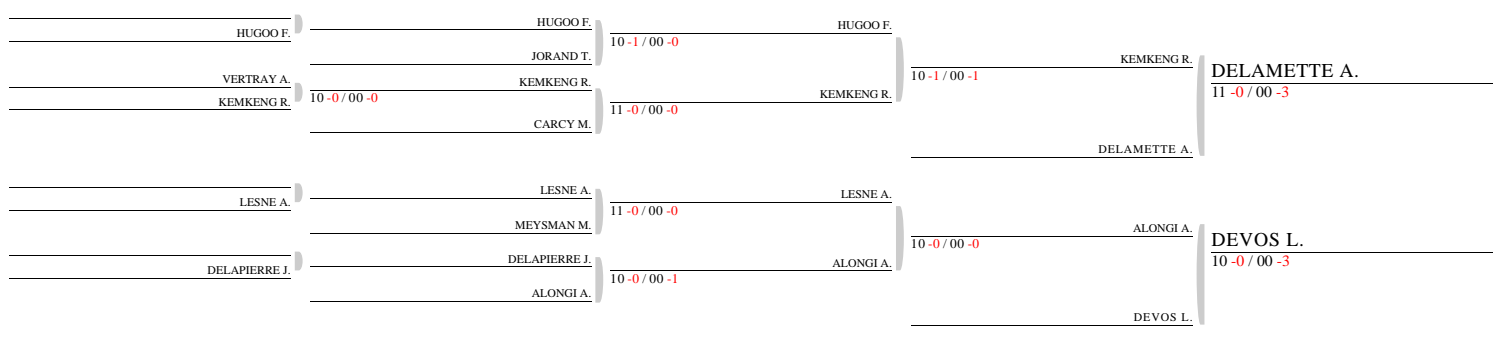 HUGOO F.
VERTRAY A.
KEMKENG R.
LESNE A.
DELAPIERRE J.
HUGOO F.
JORAND T.
KEMKENG R.
10 -0 / 00 -0
CARCY M.
LESNE A.
MEYSMAN M.
DELAPIERRE J.
ALONGI A.
HUGOO F.
10 -1 / 00 -0
KEMKENG R.
11 -0 / 00 -0
LESNE A.
11 -0 / 00 -0
ALONGI A.
10 -0 / 00 -1
KEMKENG R.
10 -1 / 00 -1
DELAMETTE A.
ALONGI A.
10 -0 / 00 -0
DEVOS L.
DELAMETTE A.
11 -0 / 00 -3
DEVOS L.
10 -0 / 00 -3